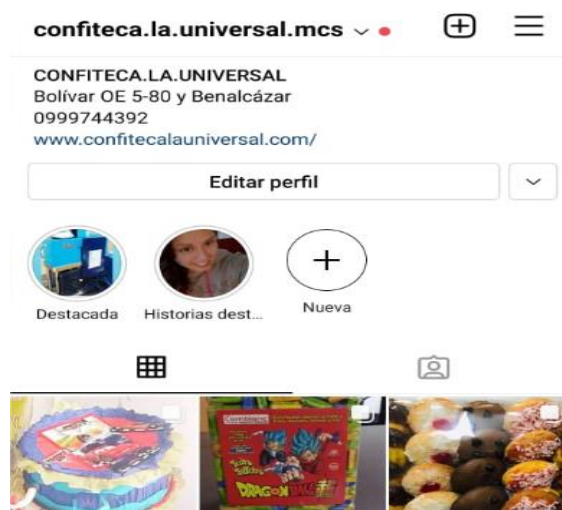 confiteca.la.universal.mcs
CONFITECA.LA.UNIVERSAL
Bolívar OE 5-80 y Benalcázar
0999744392
www.confitecalauniversal.com/
Editar perfil
Destacada
Historias dest...
Nueva
DRAGON BALL